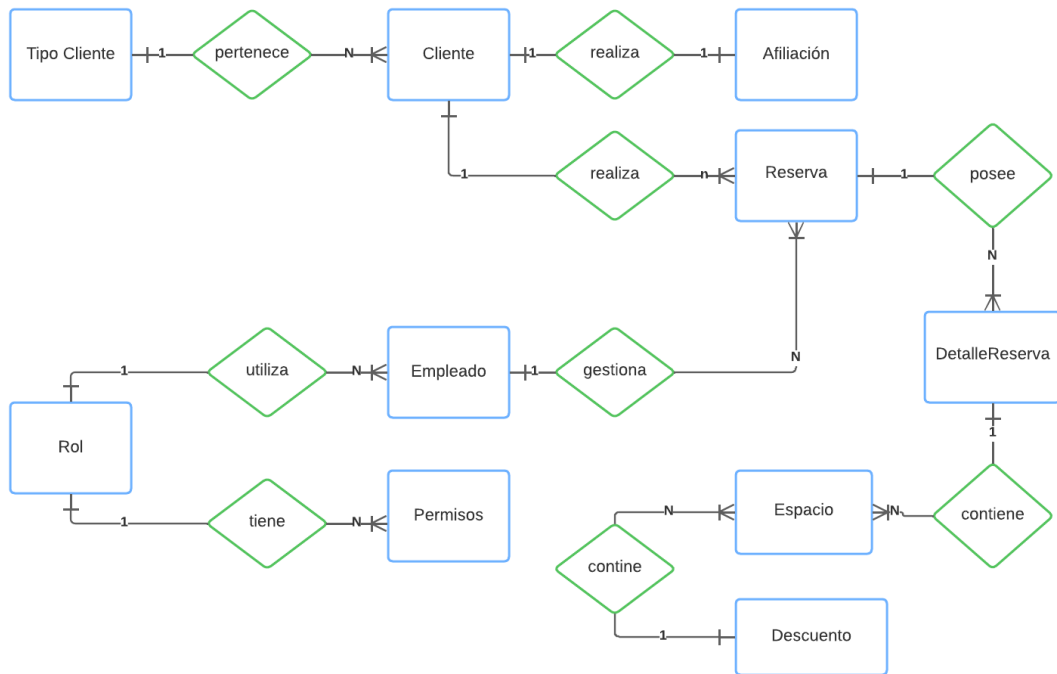 Tipo Cliente
1
pertenece
N
Cliente
1
realiza
1
Afiliación
1
realiza
n
Reserva
1
posee
N
DetalleReserva
1
utiliza
N
Empleado
1
gestiona
N
Rol
1
tiene
N
Permisos
1
contiene
N
Espacio
N
contine
1
Descuento